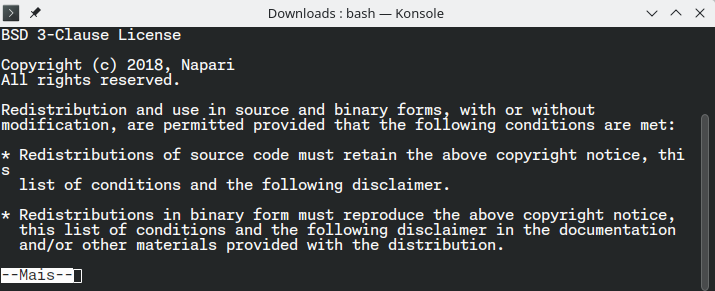 Downloads : bash — Konsole
BSD 3-Clause License
Copyright (c) 2018, Napari
All rights reserved.
Redistribution and use in source and binary forms, with or without
modification, are permitted provided that the following conditions are met:
* Redistributions of source code must retain the above copyright notice, thi
s
list of conditions and the following disclaimer.
* Redistributions in binary form must reproduce the above copyright notice,
this list of conditions and the following disclaimer in the documentation
and/or other materials provided with the distribution.
--Mais--